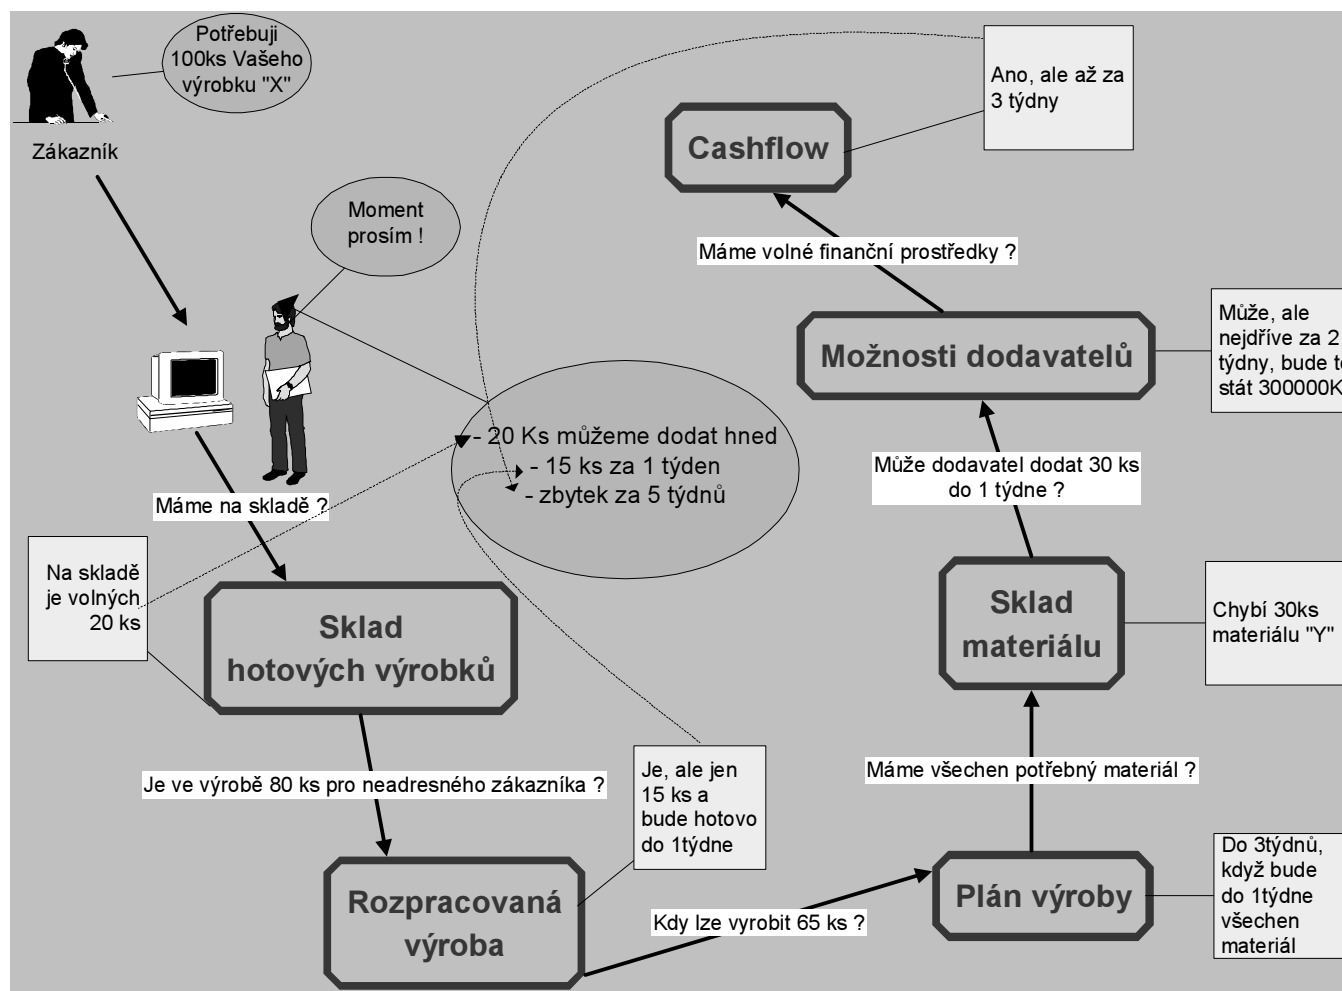 Potřebuji
100ks Vašeho
výrobku "X"
Zákazník
Moment
prosím !
Ano, ale až za
3 týdny
Cashflow
Máme volné finanční prostředky ?
Může, ale
nejdříve za 2
týdny, bude
stát 300000K
Možnosti dodavatelů
- 20 Ks můžeme dodat hned
- 15 ks za 1 týden
- zbytek za 5 týdnů
Může dodavatel dodat 30 ks
do 1 týdne ?
Máme na skladě ?
Na skladě
je volných
20 ks
Sklad
hotových výrobků
Sklad
materiálu
Chybí 30ks
materiálu "Y"
Je ve výrobě 80 ks pro neadresného zákazníka ?
Je, ale jen
15 ks a
bude hotovo
do 1týdne
Máme všechen potřebný materiál ?
Rozpracovaná
výroba
Kdy lze vyrobit 65 ks ?
Plán výroby
Do 3týdnů,
když bude
do 1týdne
všechen
materiál